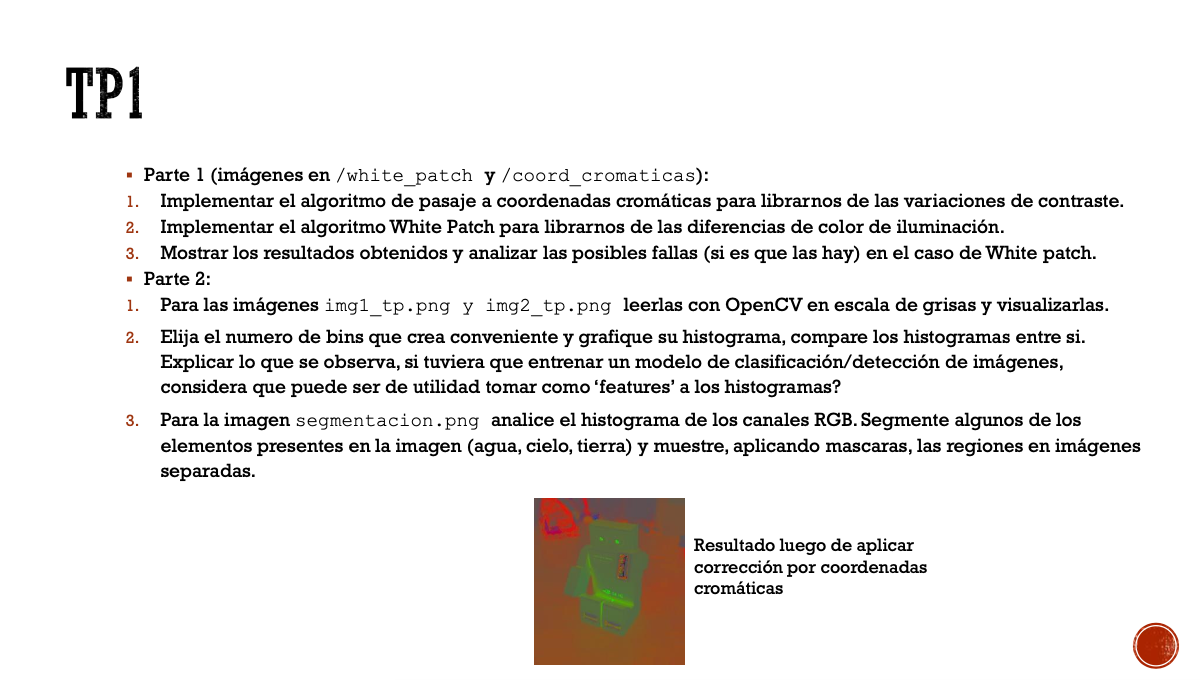 TP1
▪ Parte 1 (imágenes en /white_patch y /coord_cromaticas):
1. Implementar el algoritmo de pasaje a coordenadas cromáticas para librarnos de las variaciones de contraste.
2. Implementar el algoritmo White Patch para librarnos de las diferencias de color de iluminación.
3. Mostrar los resultados obtenidos y analizar las posibles fallas (si es que las hay) en el caso de White patch.
▪ Parte 2:
1. Para las imágenes img1_tp.png y img2_tp.png leerlas con OpenCV en escala de grisas y visualizarlas.
2. Elija el numero de bins que crea conveniente y grafique su histograma, compare los histogramas entre si.
Explicar lo que se observa, si tuviera que entrenar un modelo de clasificación/detección de imágenes,
considera que puede ser de utilidad tomar como ‘features’ a los histogramas?
3. Para la imagen segmentacion.png analice el histograma de los canales RGB. Segmente algunos de los
elementos presentes en la imagen (agua, cielo, tierra) y muestre, aplicando mascaras, las regiones en imágenes
separadas.
Resultado luego de aplicar
corrección por coordenadas
cromáticas